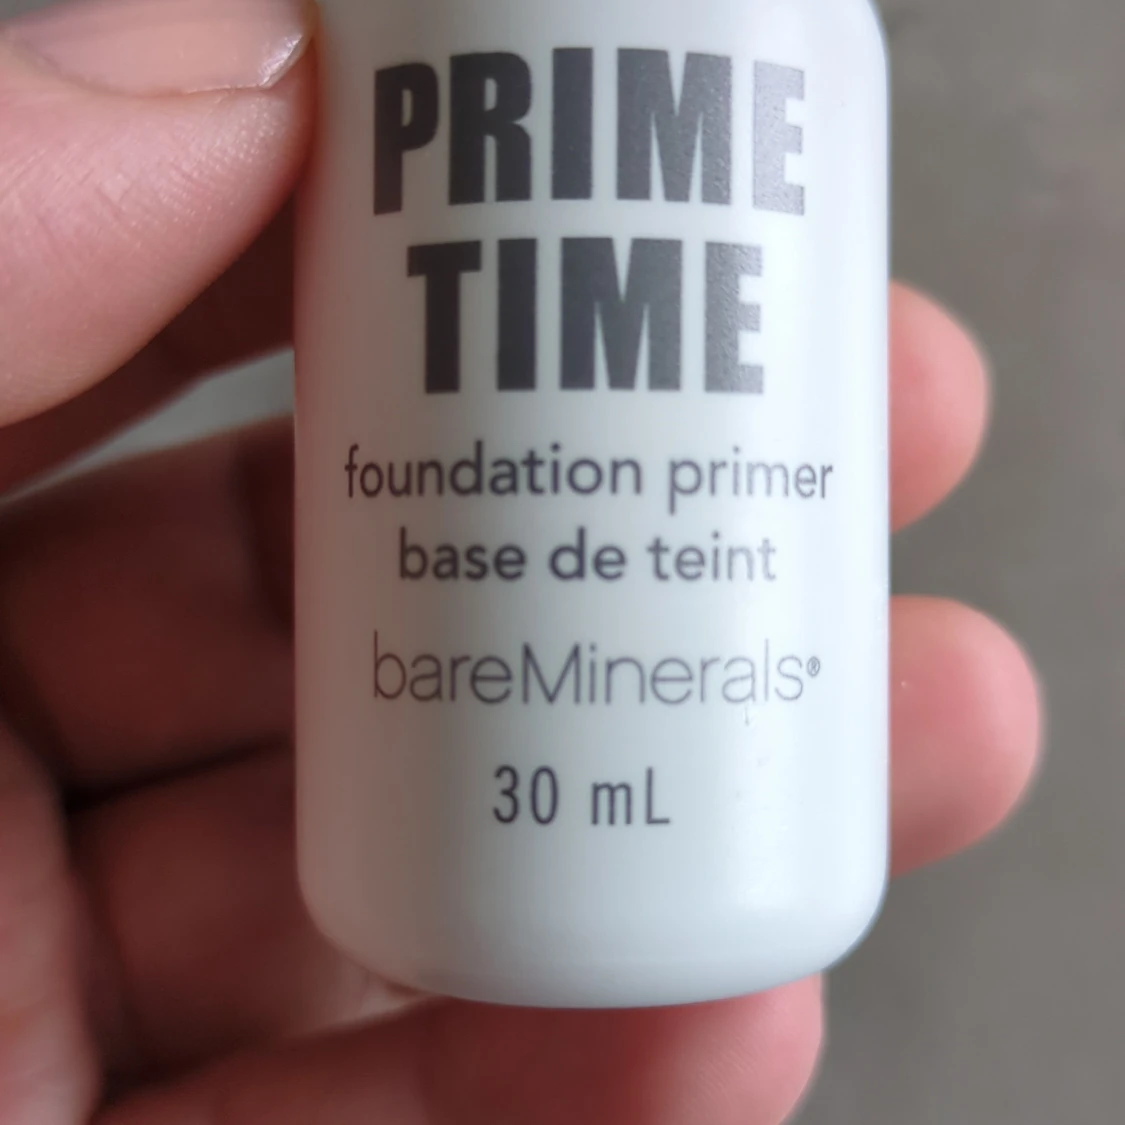 PRIME
TIME
foundation primer
base de teint
bareMinerals®
30 mL